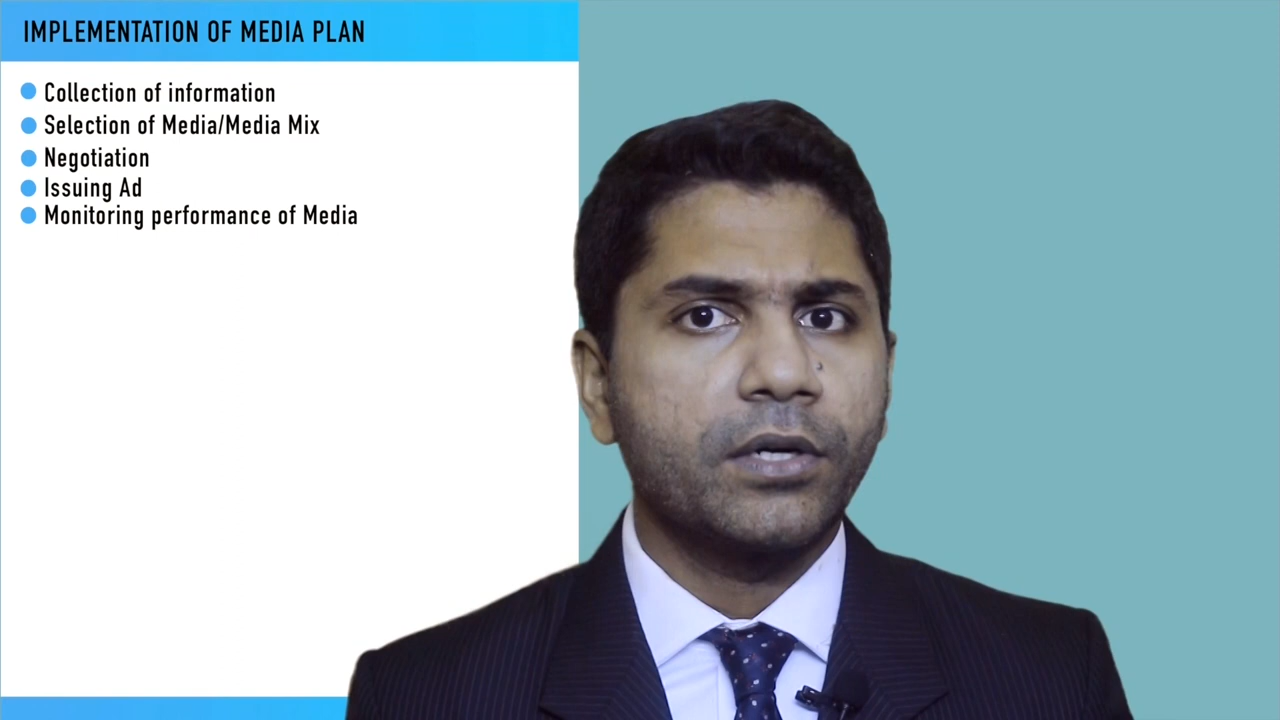 IMPLEMENTATION OF MEDIA PLAN
Collection of information
Selection of Media/Media Mix
Negotiation
Issuing Ad
Monitoring performance of Media